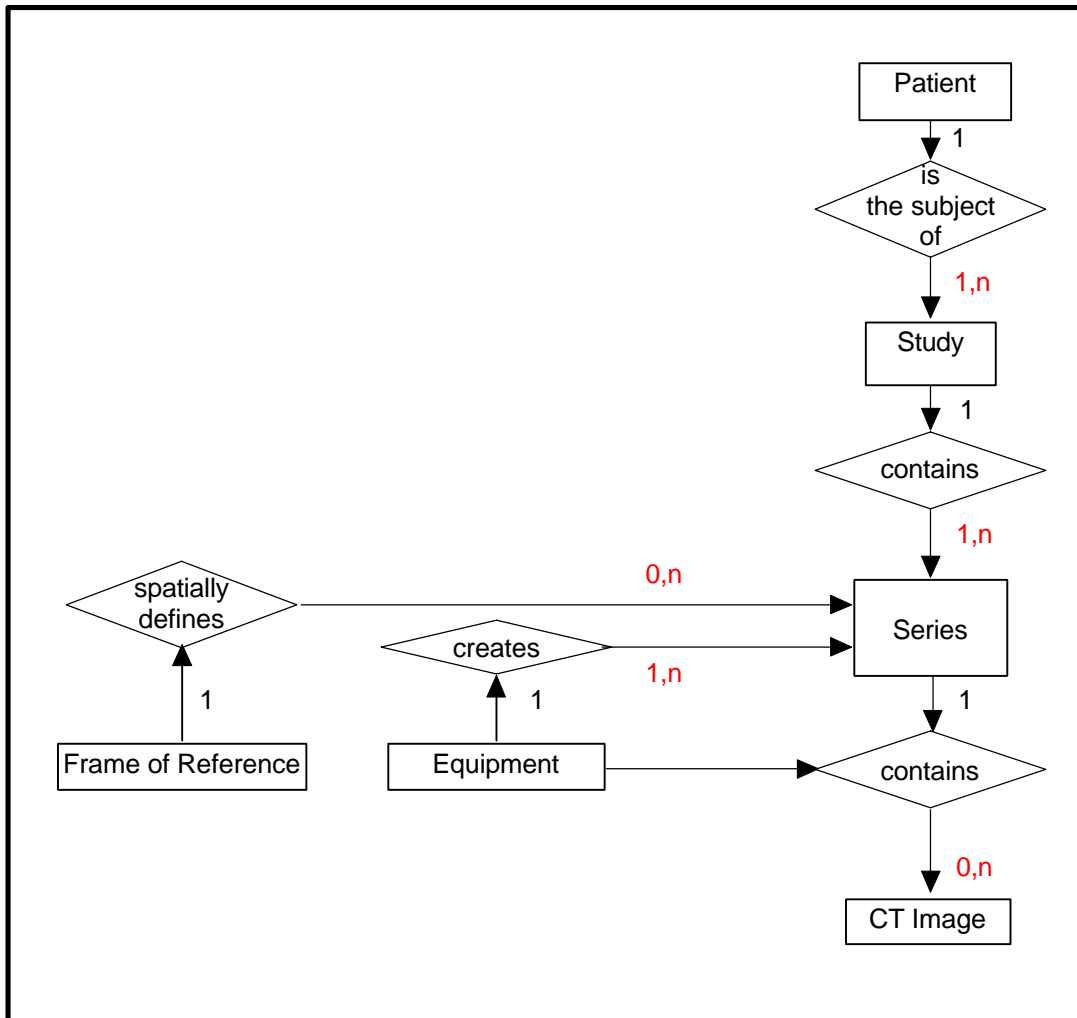 Patient
1
is
the subject
of
1,n
Study
1
contains
1,n
spatially
defines
0,n
creates
1,n
Series
1
1
1
Frame of Reference
Equipment
contains
0,n
CT Image